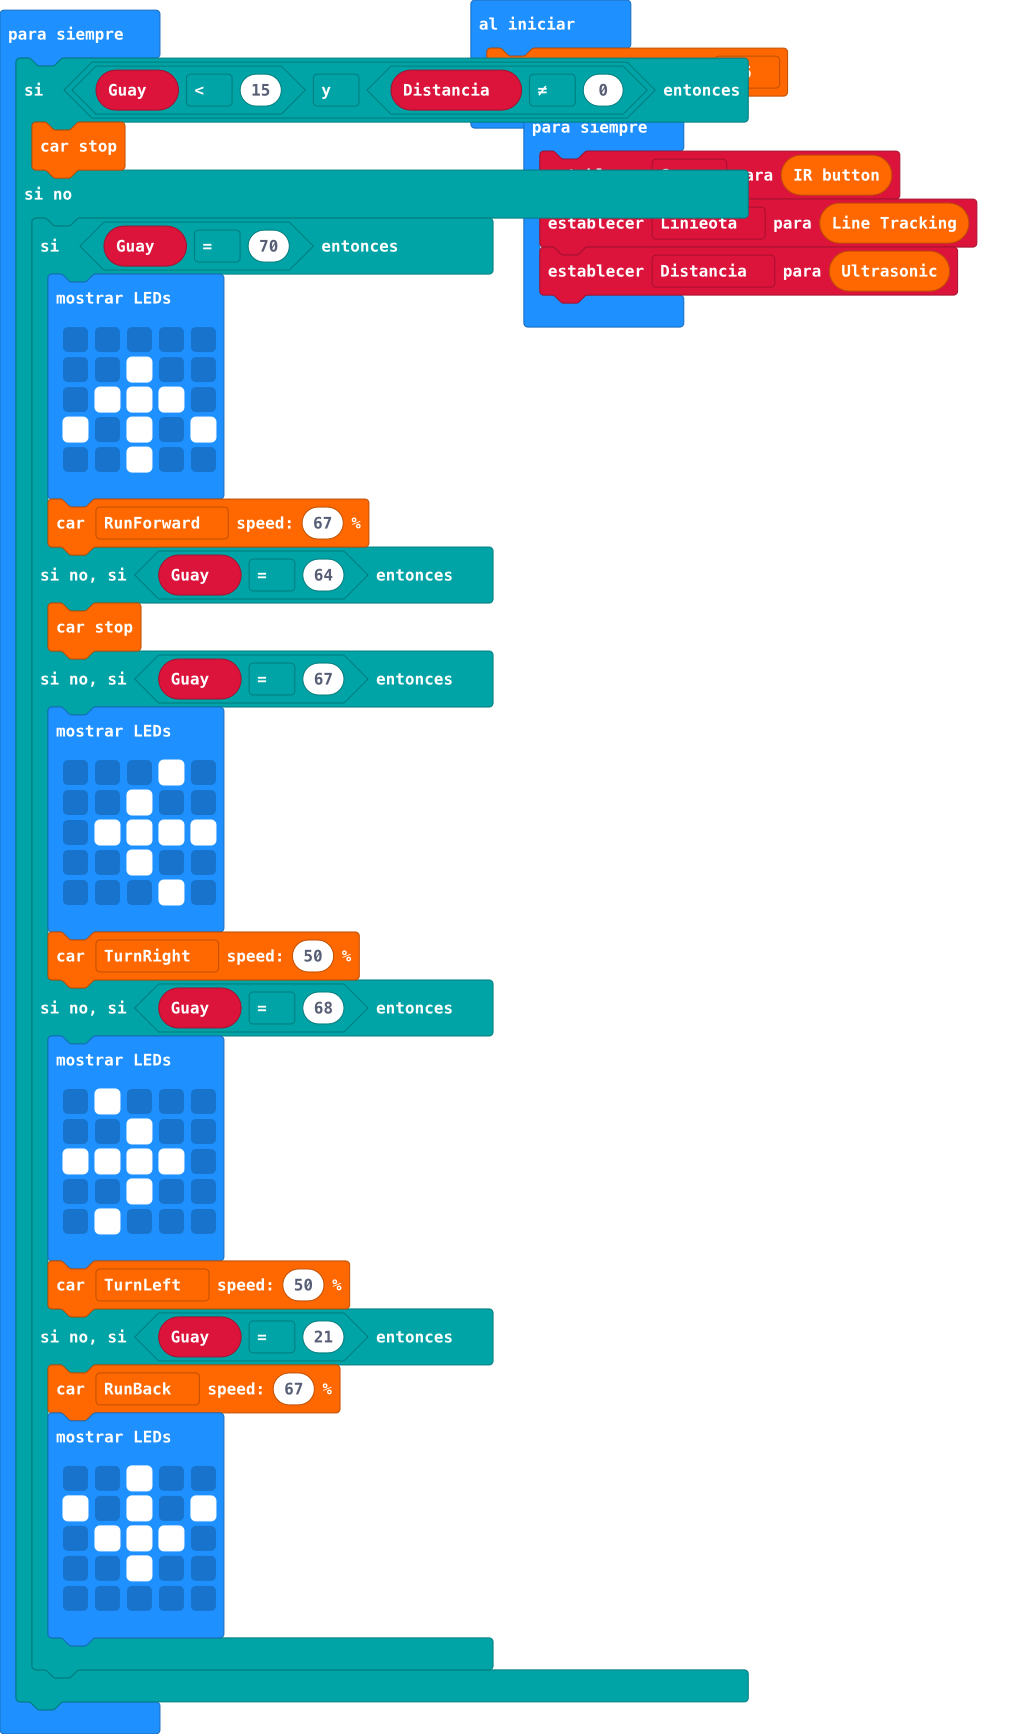 para siempre
si Guay < 15 y Distancia ≠ 0 entonces
car stop
si no
si Guay = 70 entonces
mostrar LEDs
car RunForward speed: 67 %
si no, si Guay = 64 entonces
car stop
si no, si Guay = 67 entonces
mostrar LEDs
car TurnRight speed: 50 %
si no, si Guay = 68 entonces
mostrar LEDs
car TurnLeft speed: 50 %
si no, si Guay = 21 entonces
car RunBack speed: 67 %
mostrar LEDs
al iniciar
para siempre
IR button
establecer Linieota para Line Tracking
establecer Distancia para Ultrasonic